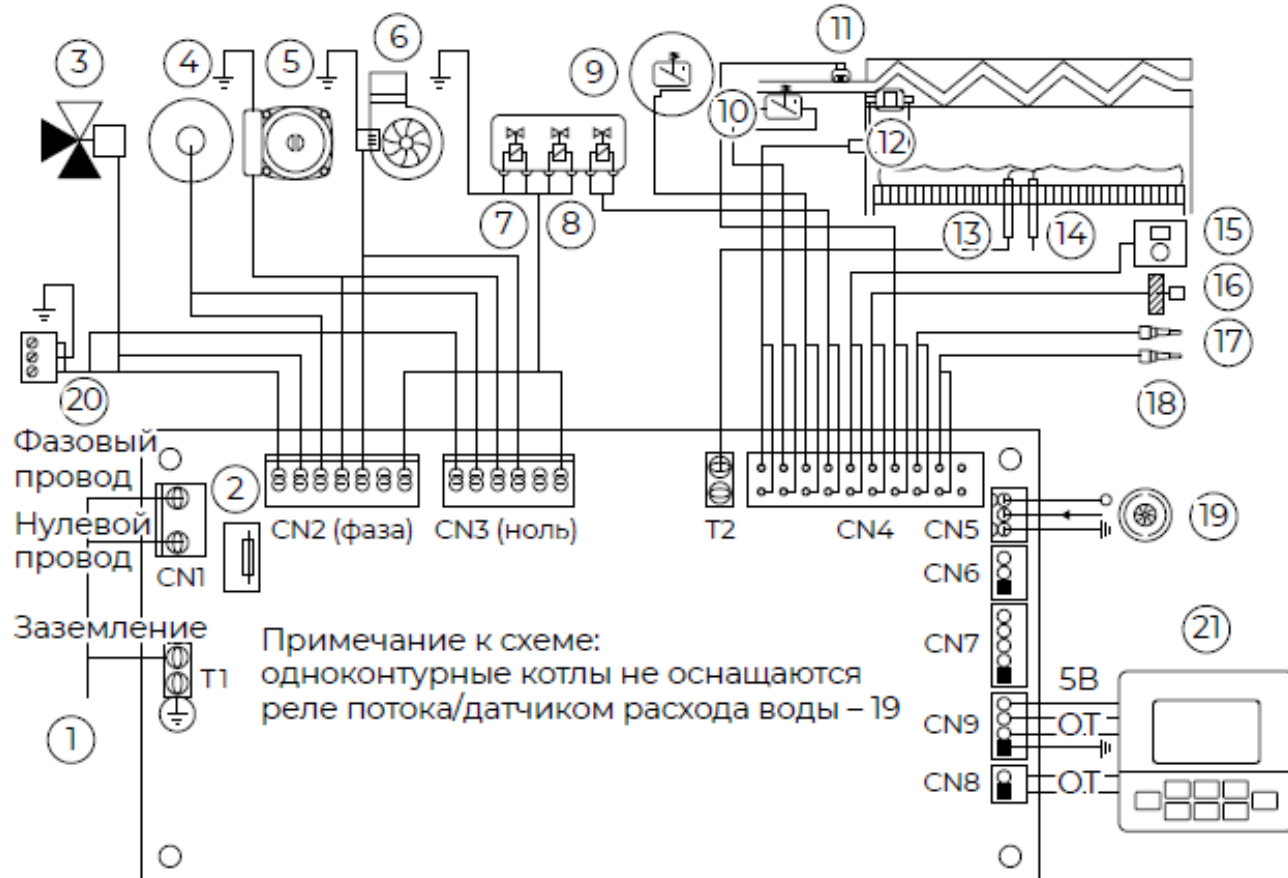 3
4
5
6
9
11
10
12
7
8
13
14
15
16
17
18
20
Фазовый
провод
2
Нулевой
провод
CN1
CN2 (фаза)
CN3 (ноль)
T2
CN4
CN5
19
CN6
Заземление
T1
Примечание к схеме:
одноконтурные котлы не оснащаются
реле потока/датчиком расхода воды – 19
CN7
21
5В
CN9
О.Т
CN8
О.Т
1